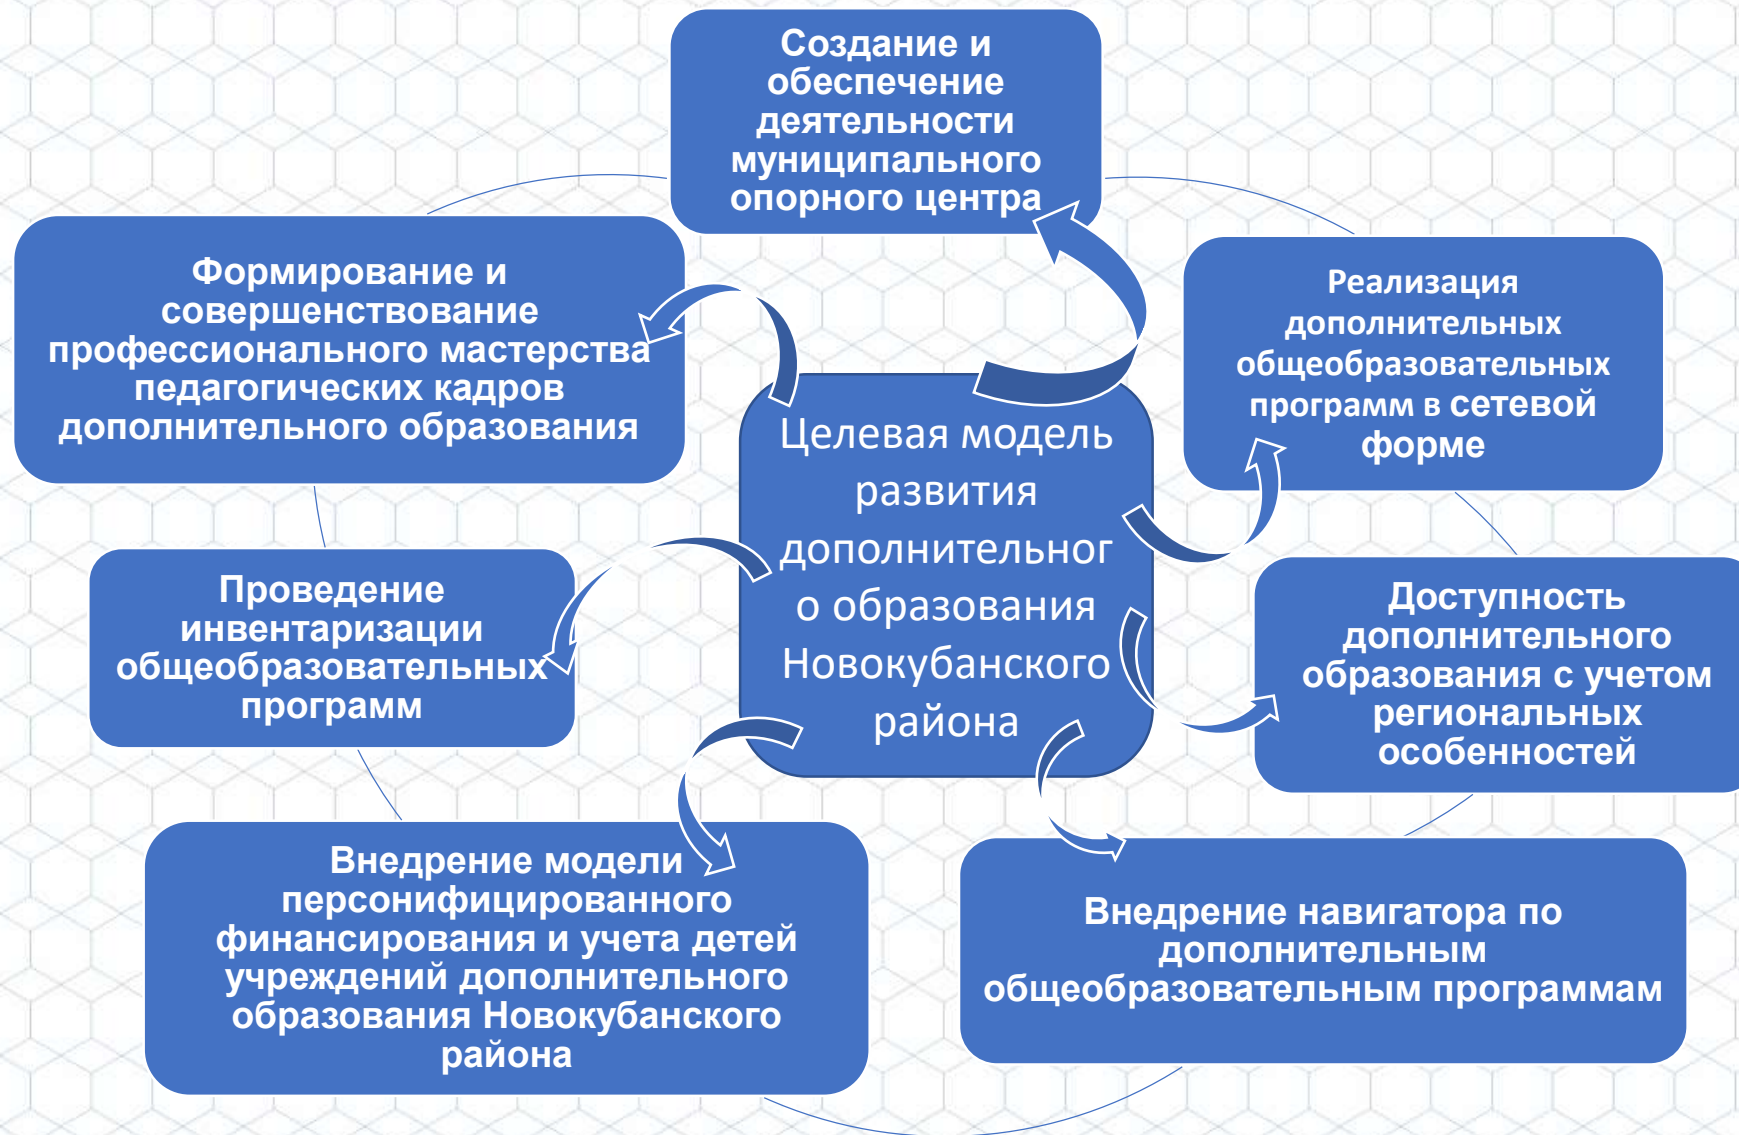 Создание и
обеспечение
деятельности
муниципального
опорного центра
Формирование и
совершенствование
профессионального мастерства
педагогических кадров
дополнительного образования
Реализация
дополнительных
общеобразовательных
программ в сетевой
форме
Целевая модель
развития
дополнительног
о образования
Новокубанского
района
Проведение
инвентаризации
общеобразовательных
программ
Доступность
дополнительного
образования с учетом
региональных
особенностей
Внедрение модели
персонифицированного
финансирования и учета детей
учреждений дополнительного
образования Новокубанского
района
Внедрение навигатора по
дополнительным
общеобразовательным программам